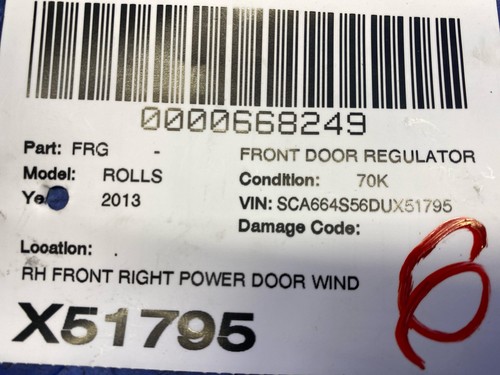 0000668249
Part: FRG - FRONT DOOR REGULATOR
Model: ROLLS Condition: 70K
2013 VIN: SCA664S56DUX51795
Damage Code:
Location:
RH FRONT RIGHT POWER DOOR WIND
X51795
6